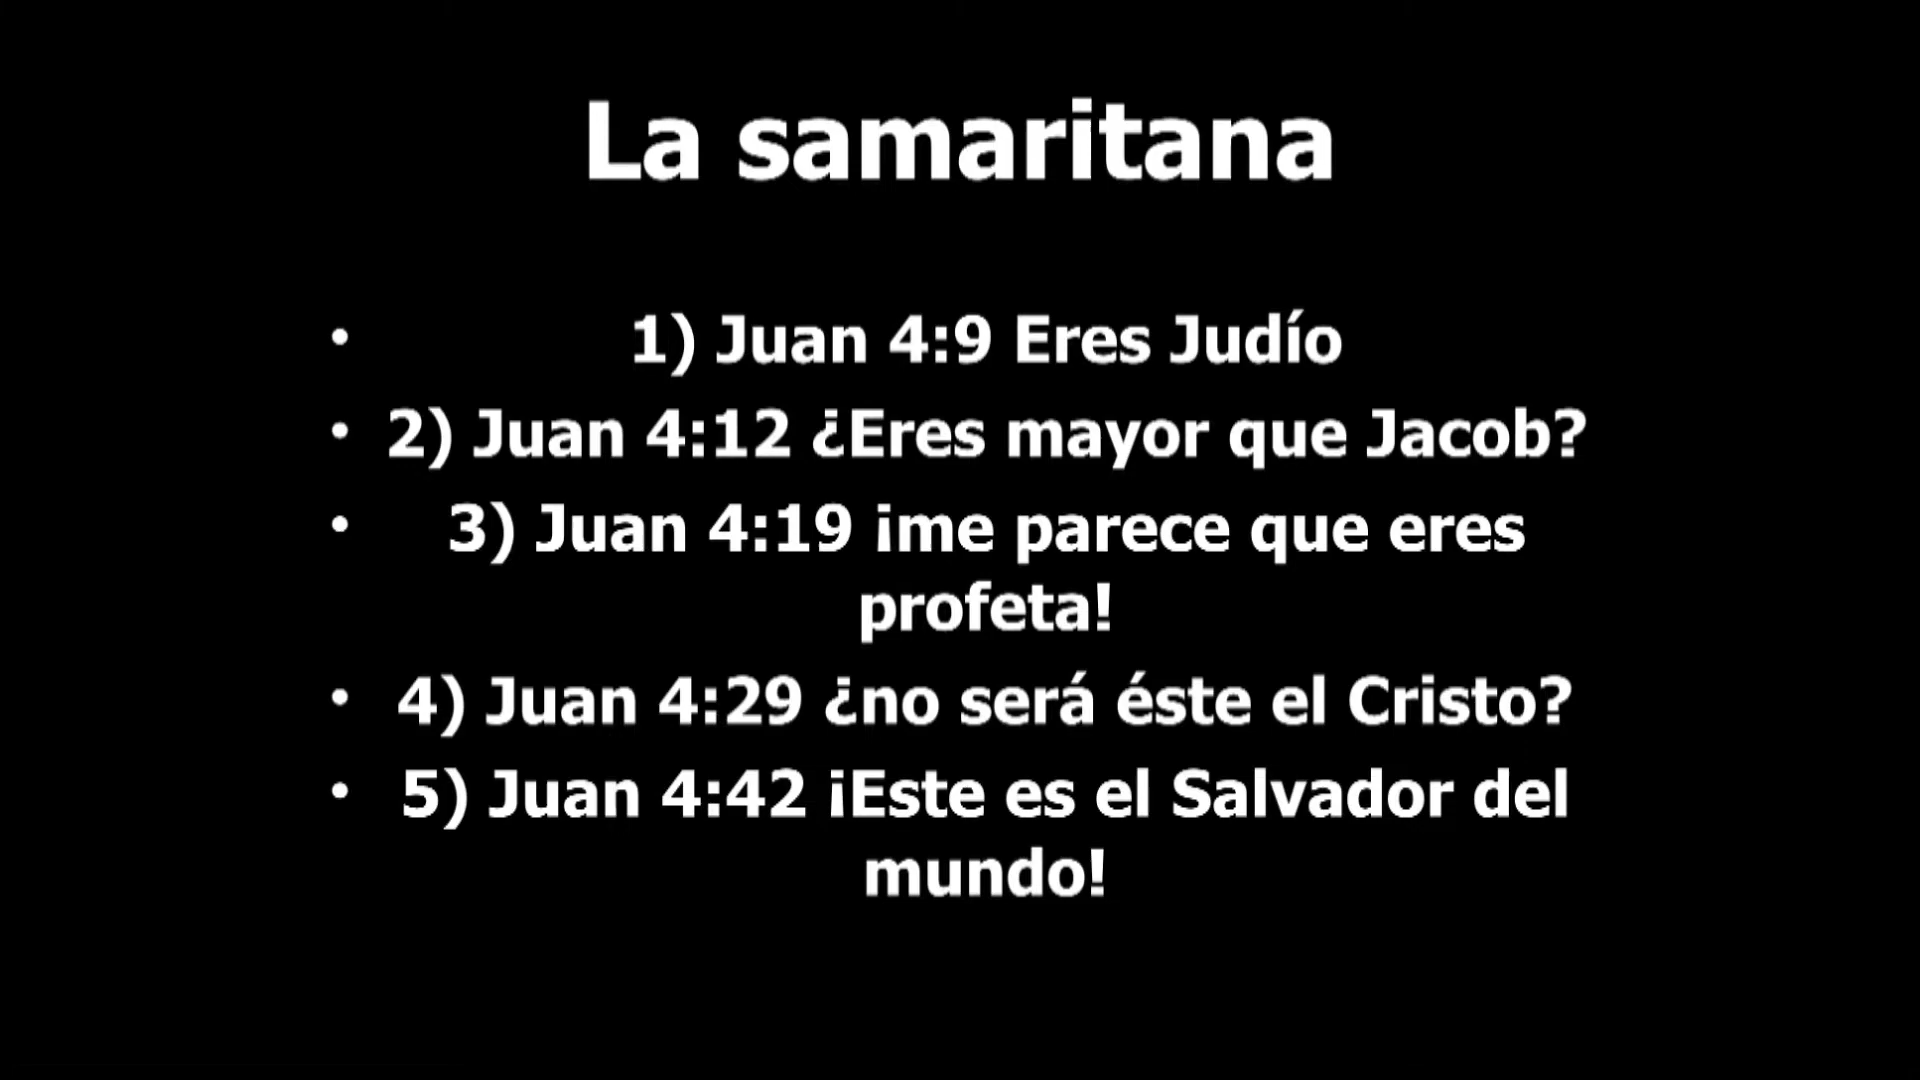 La samaritana
• 1) Juan 4:9 Eres Judío
• 2) Juan 4:12 ¿Eres mayor que Jacob?
• 3) Juan 4:19 ¡me parece que eres
profeta!
• 4) Juan 4:29 ¿no será éste el Cristo?
• 5) Juan 4:42 ¡Este es el Salvador del
mundo!